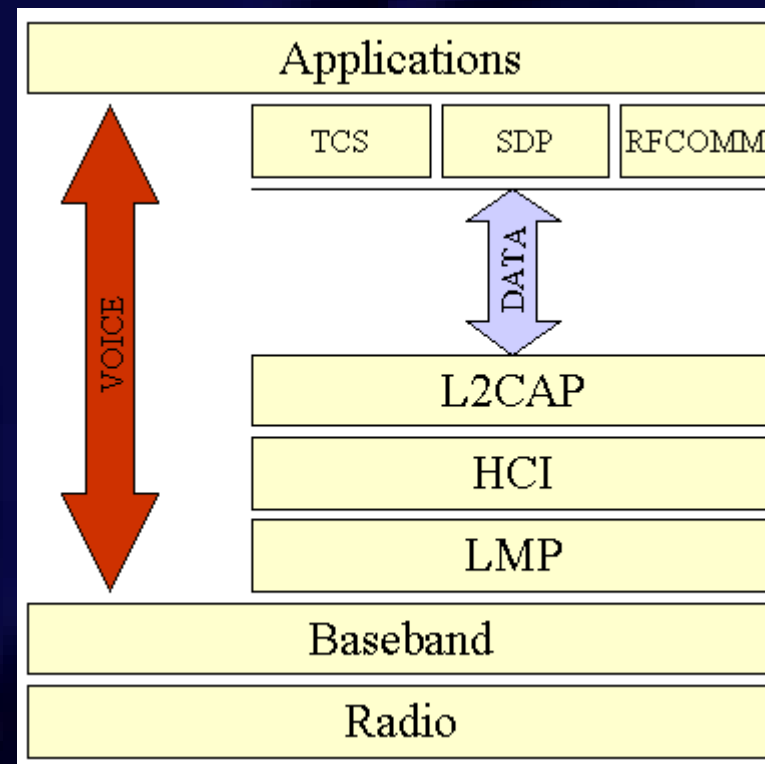 Applications
TCS SDP RFCOMM
VOICE
DATA
L2CAP
HCI
LMP
Baseband
Radio